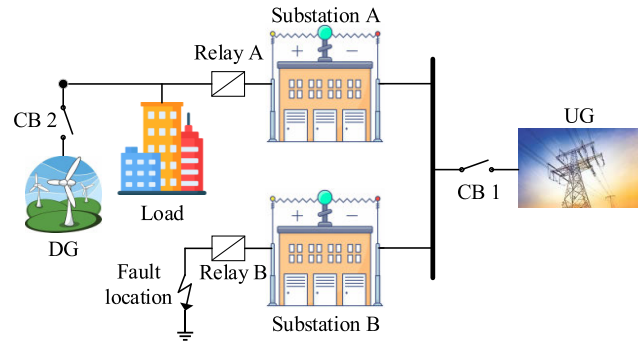 Substation A
Relay A
CB 2
UG
CB 1
Load
DG
Fault
location
Relay B
Substation B